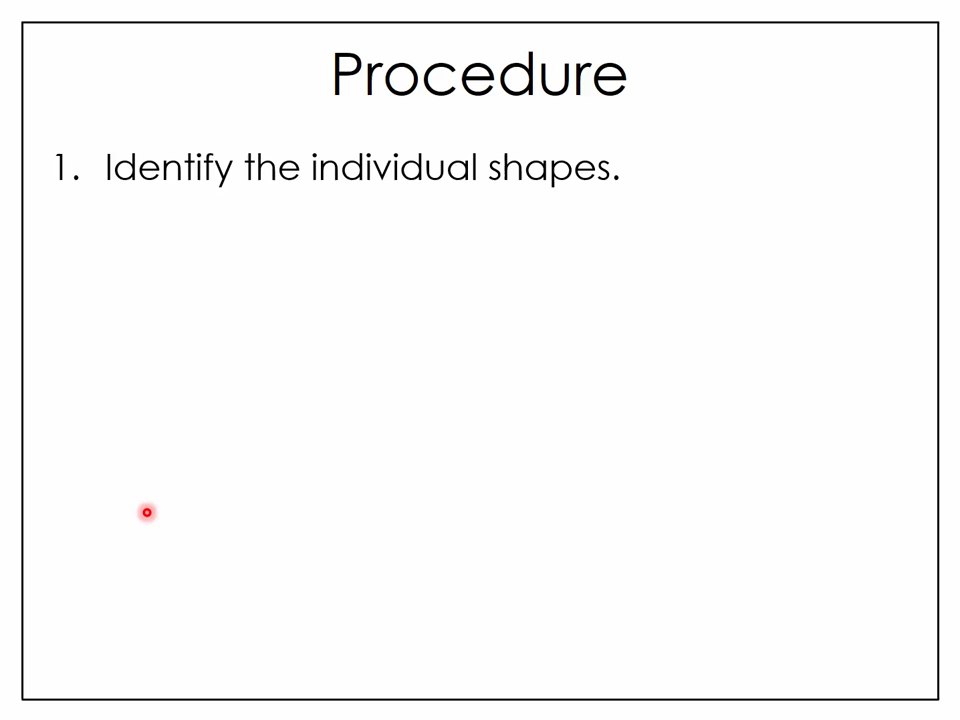 Procedure
1. Identify the individual shapes.